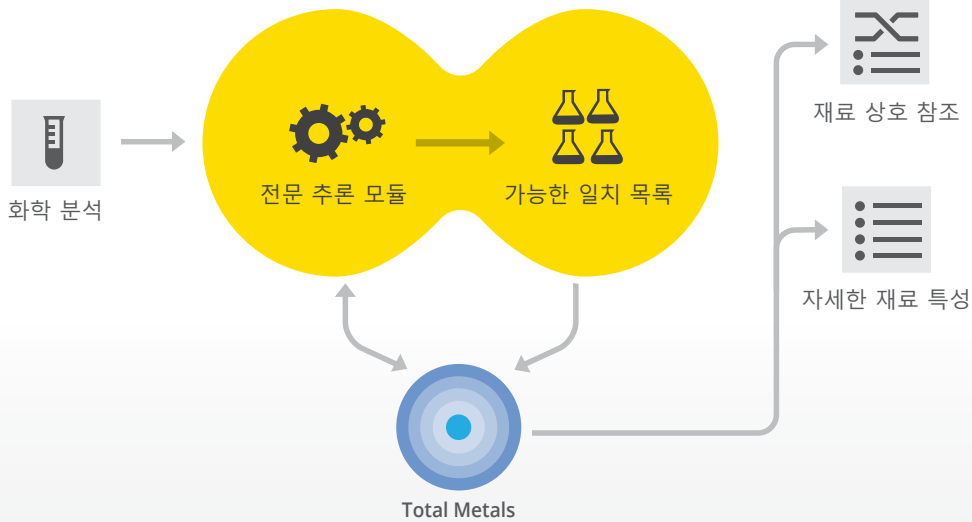 화학 분석
전문 추론 모듈
가능한 일치 목록
재료 상호 참조
자세한 재료 특성
Total Metals